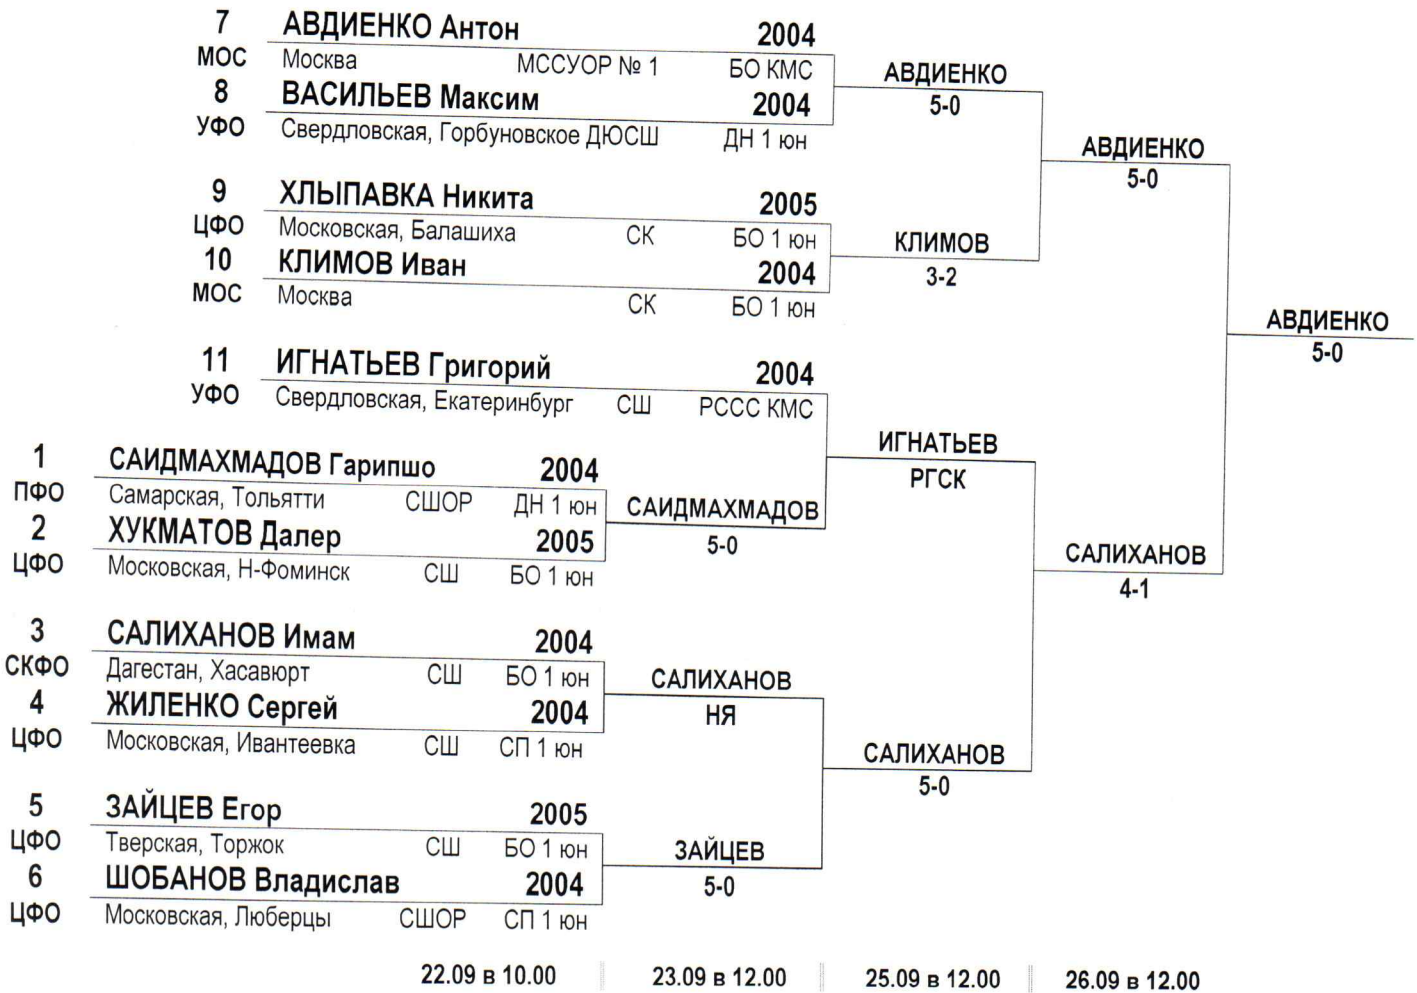 7 АВДИЕНКО Антон 2004
МОС Москва МССУОР № 1 БО КМС
8 ВАСИЛЬЕВ Максим 2004
УФО Свердловская, Горбуновское ДЮСШ ДН 1 юн
АВДИЕНКО
5-0
9 ХЛЫПАВКА Никита 2005
ЦФО Московская, Балашиха СК БО 1 юн
10 КЛИМОВ Иван 2004
МОС Москва СК БО 1 юн
КЛИМОВ
3-2
АВДИЕНКО
5-0
11 ИГНАТЬЕВ Григорий 2004
УФО Свердловская, Екатеринбург СШ РССС КМС
1 САИДМАХМАДОВ Гарипшо 2004
ПФО Самарская, Тольятти СШОР ДН 1 юн
2 ХУКМАТОВ Далер 2005
ЦФО Московская, Н-Фоминск СШ БО 1 юн
САИДМАХМАДОВ
5-0
ИГНАТЬЕВ
РГСК
3 САЛИХАНОВ Имам 2004
СКФО Дагестан, Хасавюрт СШ БО 1 юн
4 ЖИЛЕНКО Сергей 2004
ЦФО Московская, Ивантеевка СШ СП 1 юн
САЛИХАНОВ
НЯ
5 ЗАЙЦЕВ Егор 2005
ЦФО Тверская, Торжок СШ БО 1 юн
6 ШОБАНОВ Владислав 2004
ЦФО Московская, Люберцы СШОР СП 1 юн
ЗАЙЦЕВ
5-0
САЛИХАНОВ
5-0
САЛИХАНОВ
4-1
АВДИЕНКО
5-0
22.09 в 10.00 23.09 в 12.00 25.09 в 12.00 26.09 в 12.00